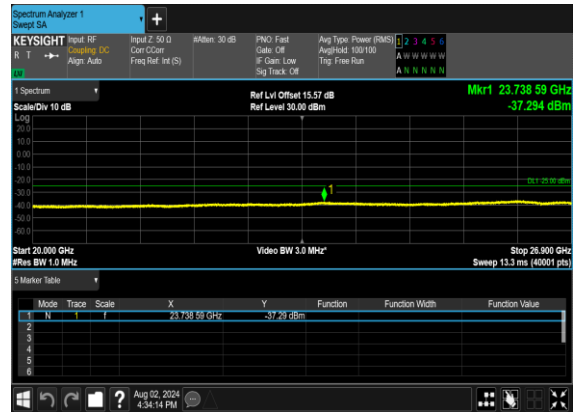 Spectrum Analyzer 1
Swept SA
+
KEYSIGHT Input: RF Input Z: 50 Ω #Atten: 30 dB PNO: Fast Avg Type: Power (RMS) 1 2 3 4 5 6
R T Coupling: DC Corr CCorr Gate: Off Avg|Hold: 100/100 A W W W W W
Align: Auto Freq Ref: Int (S) IF Gain: Low Trig: Free Run
LW Sig Track: Off A N N N N N
1 Spectrum Ref Lvl Offset 15.57 dB Mkr1 23.738 59 GHz
Scale/Div 10 dB Ref Level 30.00 dBm -37.294 dBm
Log
20.0
10.0
0.00
-10.0
-20.0
DL1 -25.00 dBm
-30.0
1
-40.0
-50.0
-60.0
Start 20.000 GHz Video BW 3.0 MHz* Stop 26.900 GHz
#Res BW 1.0 MHz Sweep 13.3 ms (40001 pts)
5 Marker Table
Mode Trace Scale X Y Function Function Width Function Value
1 N 1 f 23.738 59 GHz -37.29 dBm
2
3
4
5
6
? Aug 02, 2024
4:34:14 PM